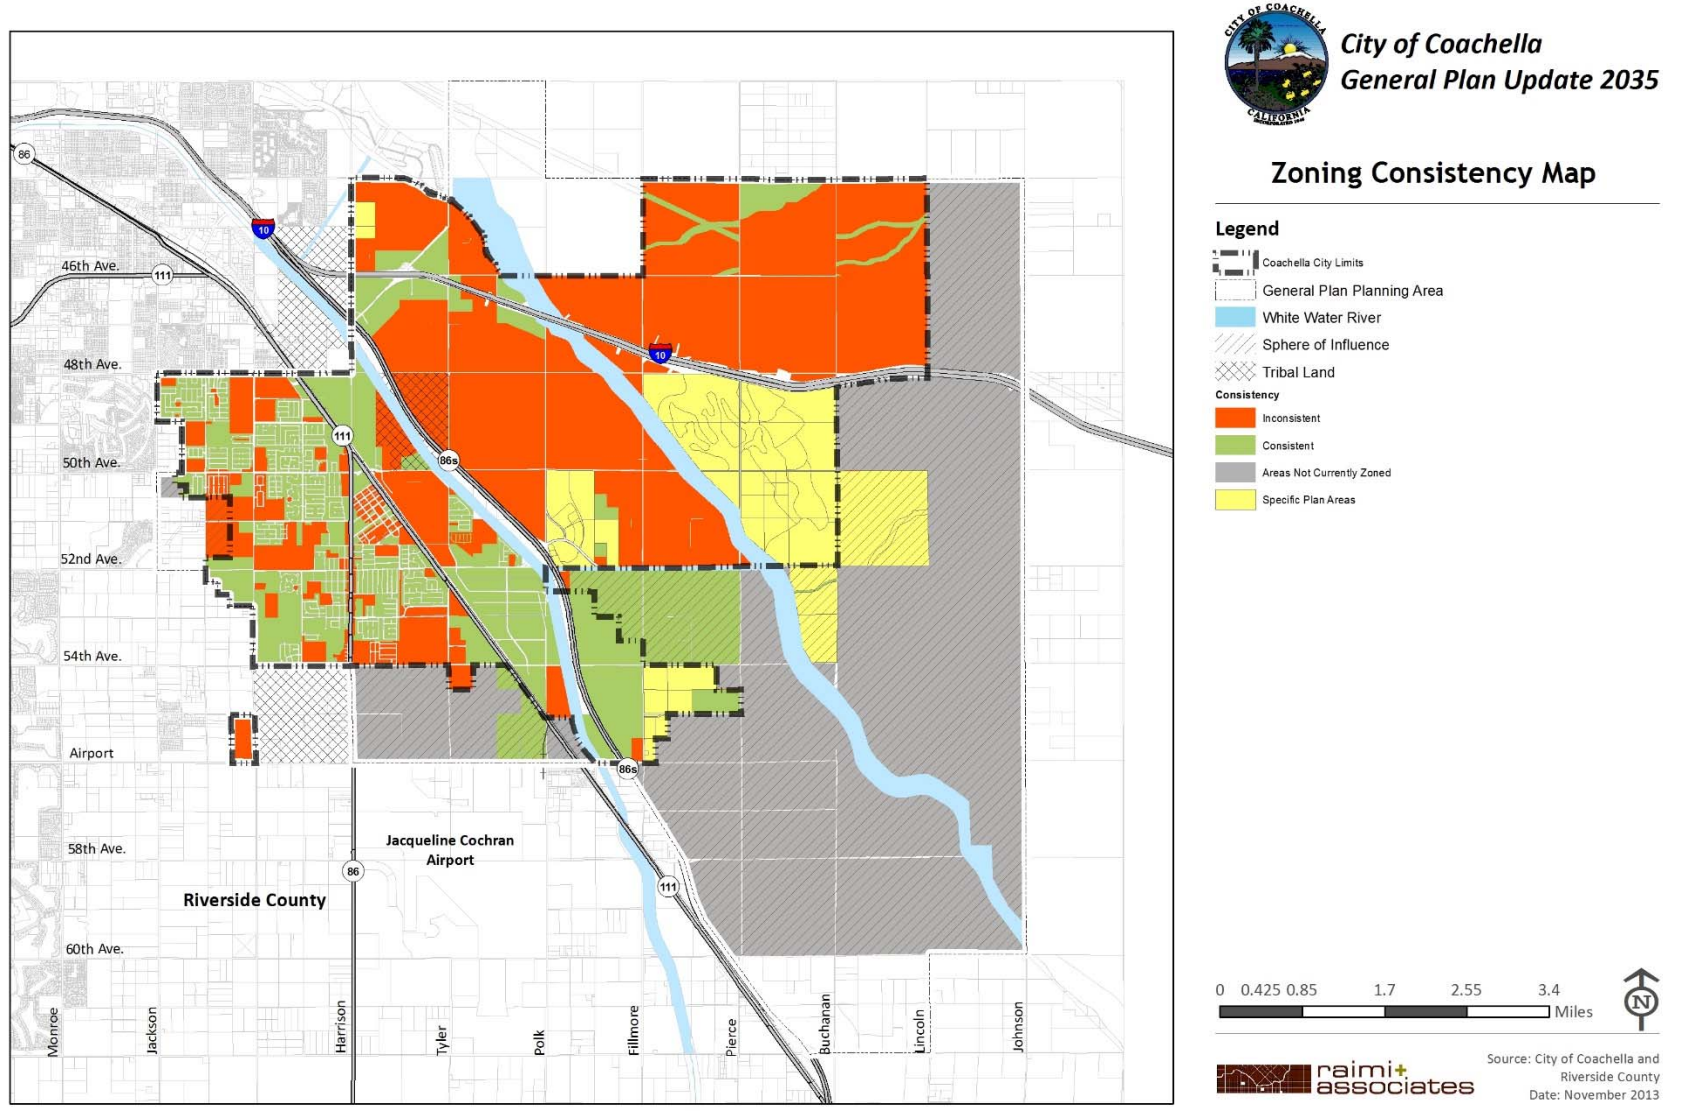 CITY OF COACHELLA
CALIFORNIA
City of Coachella
General Plan Update 2035
Zoning Consistency Map
Legend
Coachella City Limits
General Plan Planning Area
White Water River
Sphere of Influence
Tribal Land
Consistency
Inconsistent
Consistent
Areas Not Currently Zoned
Specific Plan Areas
86
10
46th Ave.
111
10
48th Ave.
111
50th Ave.
86s
52nd Ave.
54th Ave.
Airport
86s
Jacqueline Cochran
Airport
58th Ave.
86
111
Riverside County
60th Ave.
Monroe
Jackson
Harrison
Tyler
Polk
Fillmore
Pierce
Buchanan
Lincoln
Johnson
0 0.425 0.85 1.7 2.55 3.4
Miles
N
raimi+
associates
Source: City of Coachella and
Riverside County
Date: November 2013